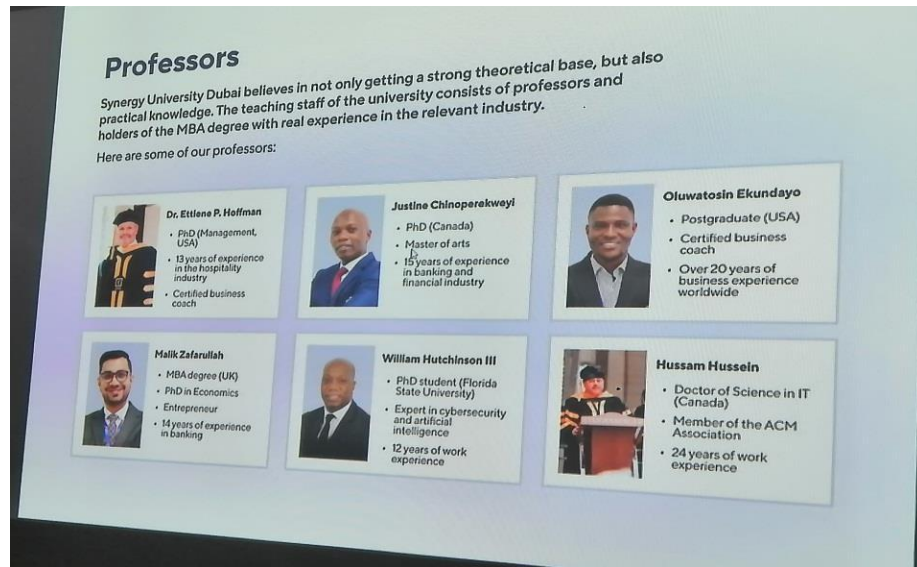 Professors
Synergy University Dubai believes in not only getting a strong theoretical base, but also
practical knowledge. The teaching staff of the university consists of professors and
holders of the MBA degree with real experience in the relevant industry.
Here are some of our professors:
Dr. Ettiene P. Hoffman
• PhD (Management,
USA)
• 13 years of experience
in the hospitality
industry
• Certified business
coach
Justine Chinoperekweyi
• PhD (Canada)
• Master of arts
• 15 years of experience
in banking and
financial industry
Oluwatosin Ekundayo
• Postgraduate (USA)
• Certified business
coach
• Over 20 years of
business experience
worldwide
Malik Zafarullah
• MBA degree (UK)
• PhD in Economics
• Entrepreneur
• 14 years of experience
in banking
William Hutchinson III
• PhD student (Florida
State University)
• Expert in cybersecurity
and artificial
intelligence
• 12 years of work
experience
Hussam Hussein
• Doctor of Science in IT
(Canada)
• Member of the ACM
Association
• 24 years of work
experience